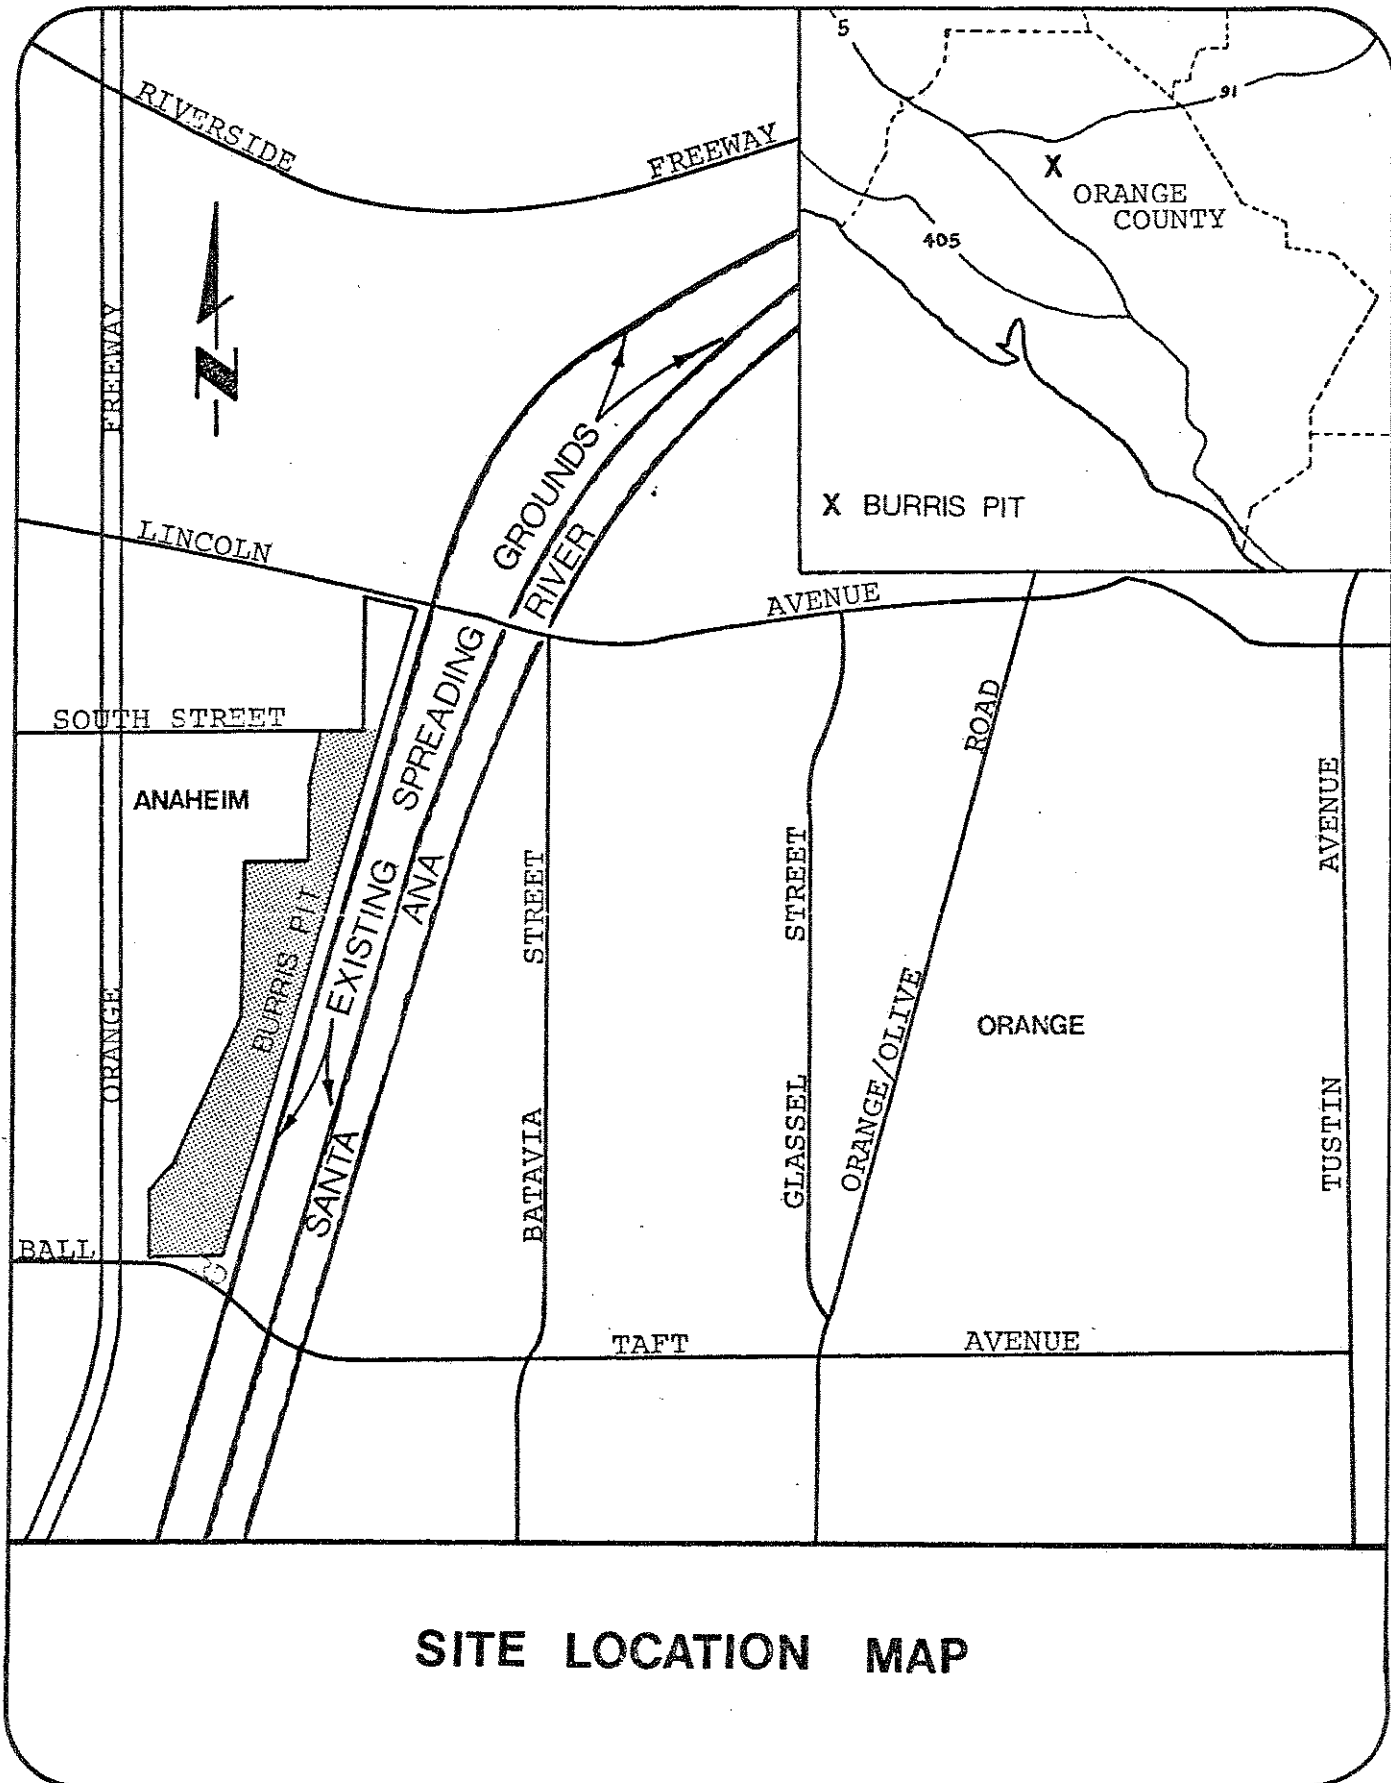 RIVERSIDE
FREEWAY
5
91
X
ORANGE
COUNTY
405
X BURRIS PIT
N
ORANGE FREEWAY
LINCOLN AVENUE
EXISTING SPREADING GROUNDS
SANTA ANA RIVER
SOUTH STREET
ANAHEIM
BURRIS PIT
BATAVIA STREET
GLASSEL STREET
ORANGE/OLIVE ROAD
ORANGE
TUSTIN AVENUE
BALL
TAFT AVENUE
SITE LOCATION MAP